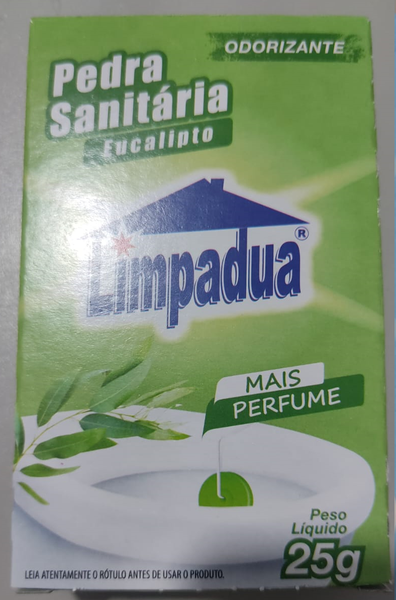 ODORIZANTE
Pedra
Sanitária
Eucalipto
Limpadua®
MAIS
PERFUME
Peso
Líquido
25g
LEIA ATENTAMENTE O RÓTULO ANTES DE USAR O PRODUTO.